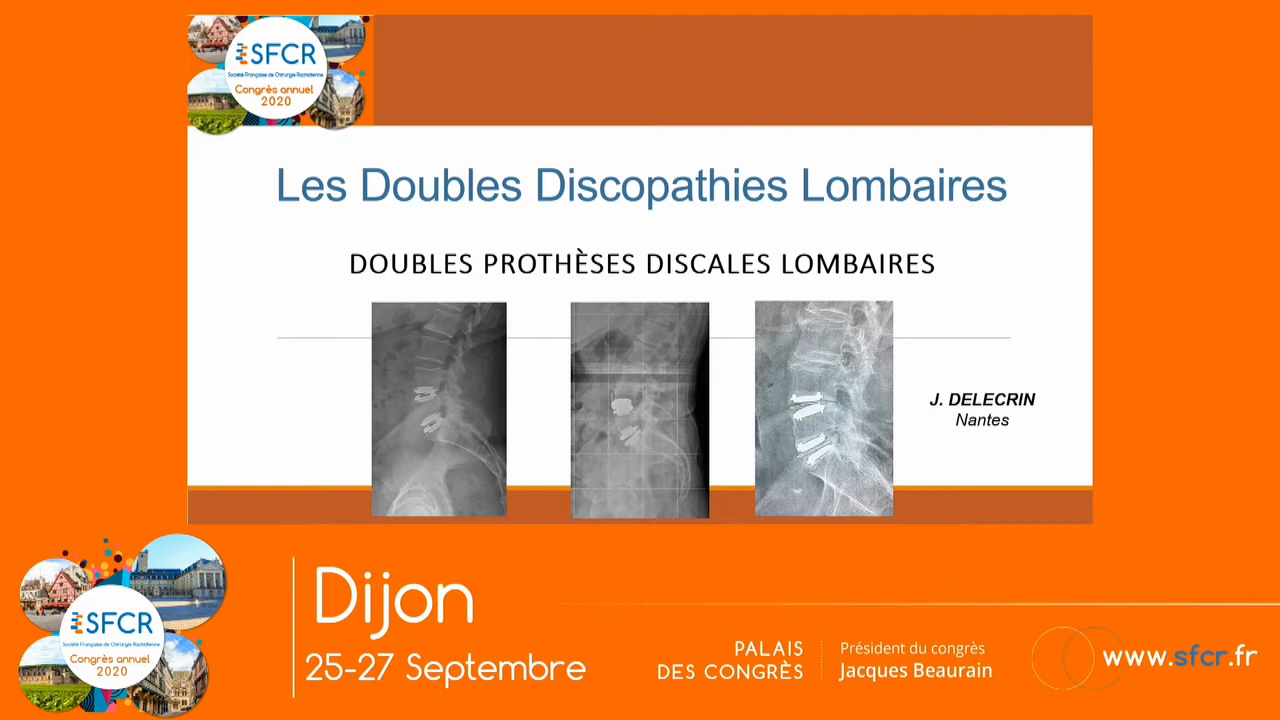 SFCR
Société Française de Chirurgie Rachidienne
Congrès annuel
2020
Les Doubles Discopathies Lombaires
DOUBLES PROTHÈSES DISCALES LOMBAIRES
J. DELECRIN
Nantes
SFCR
Société Française de Chirurgie Rachidienne
Congrès annuel
2020
Dijon
25-27 Septembre
PALAIS
DES CONGRÈS
Président du congrès
Jacques Beaurain
www.sfcr.fr